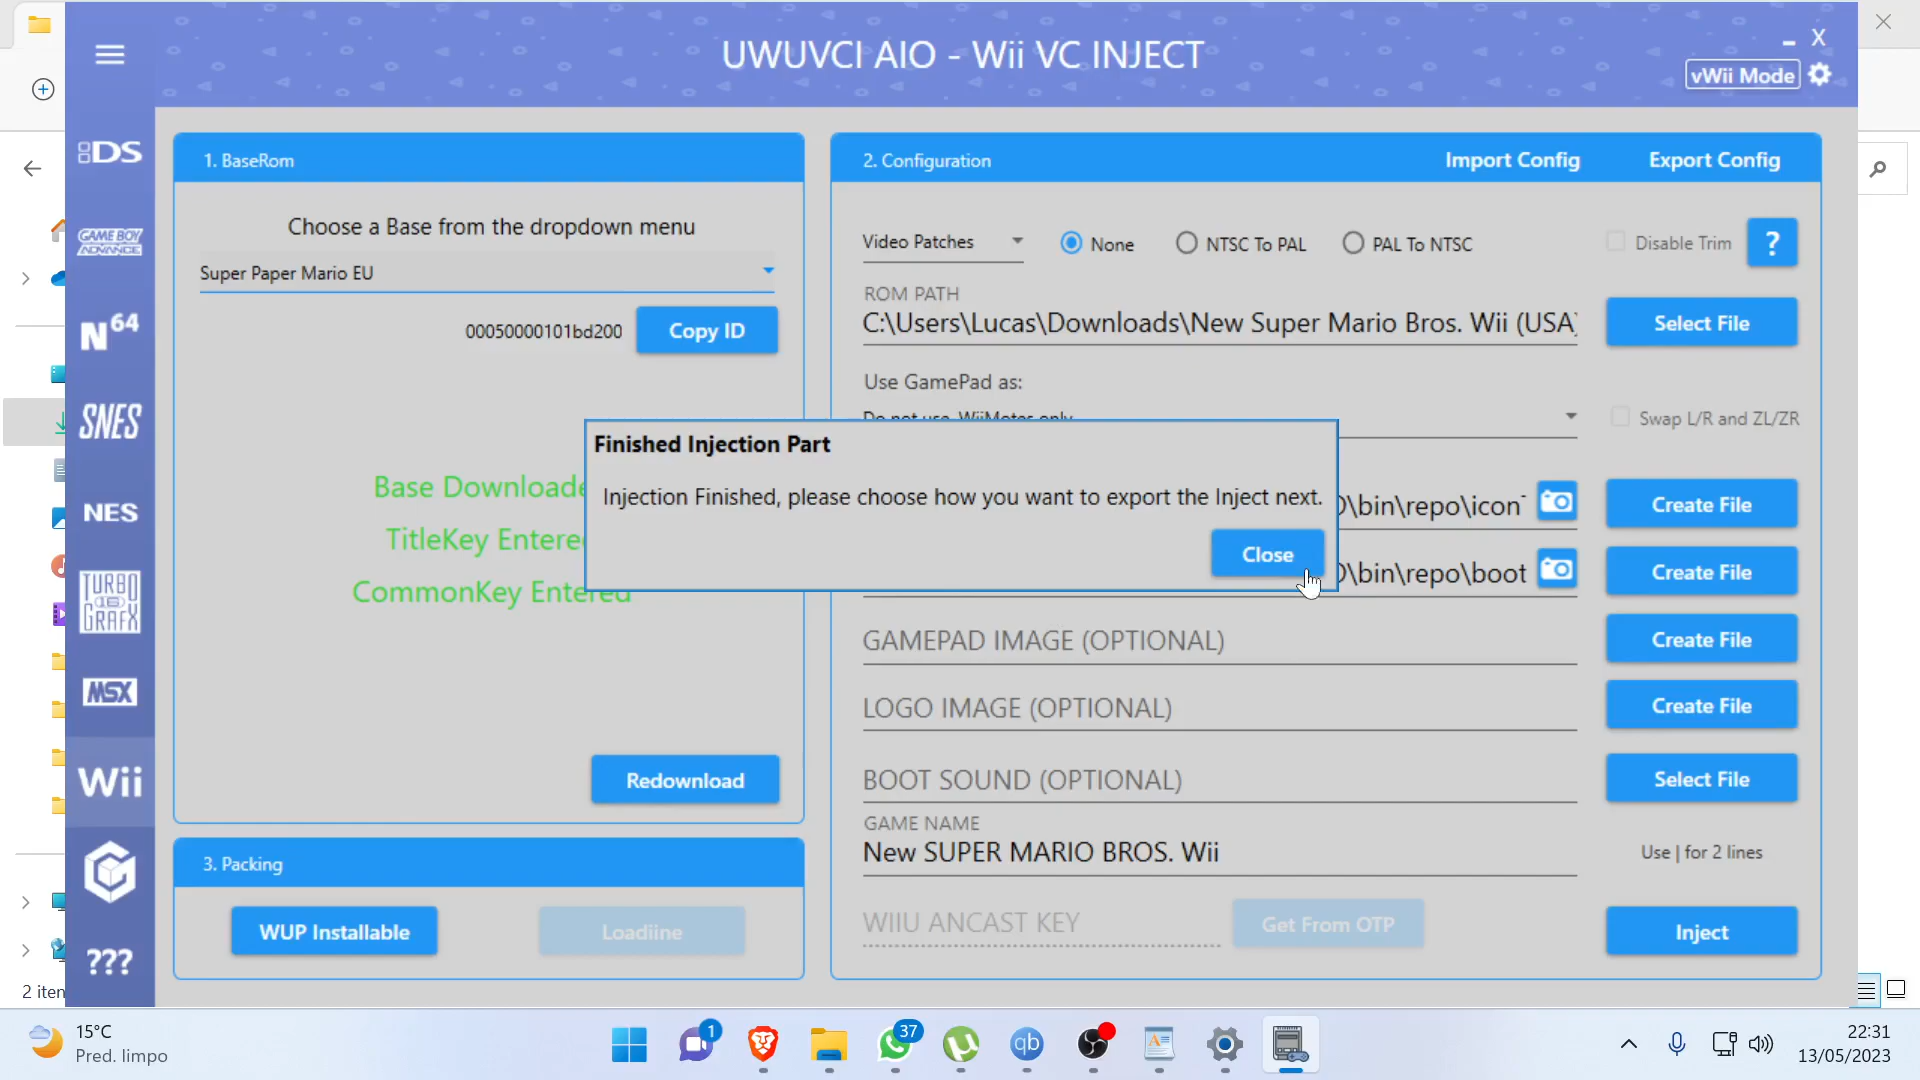 UWUVCI AIO - Wii VC INJECT
X
vWii Mode
DS
GAME BOY
ADVANCE
N64
SNES
NES
TURBO
16
GRAFX
MSX
Wii
???
1. BaseRom
Choose a Base from the dropdown menu
Super Paper Mario EU
00050000101bd200
Copy ID
Base Downloade
TitleKey Entered
CommonKey Entered
Redownload
3. Packing
WUP Installable
Loadiine
2. Configuration
Import Config
Export Config
Video Patches
None
NTSC To PAL
PAL To NTSC
Disable Trim
?
ROM PATH
C:\Users\Lucas\Downloads\New Super Mario Bros. Wii (USA)
Select File
Use GamePad as:
Do not use. WiiMotes only
Swap L/R and ZL/ZR
Finished Injection Part
Injection Finished, please choose how you want to export the Inject next.
Close
\bin\repo\icon
Create File
\bin\repo\boot
Create File
GAMEPAD IMAGE (OPTIONAL)
Create File
LOGO IMAGE (OPTIONAL)
Create File
BOOT SOUND (OPTIONAL)
Select File
GAME NAME
New SUPER MARIO BROS. Wii
Use | for 2 lines
WIIU ANCAST KEY
Get From OTP
Inject
2 iten
15°C
Pred. limpo
1
37
qb
22:31
13/05/2023